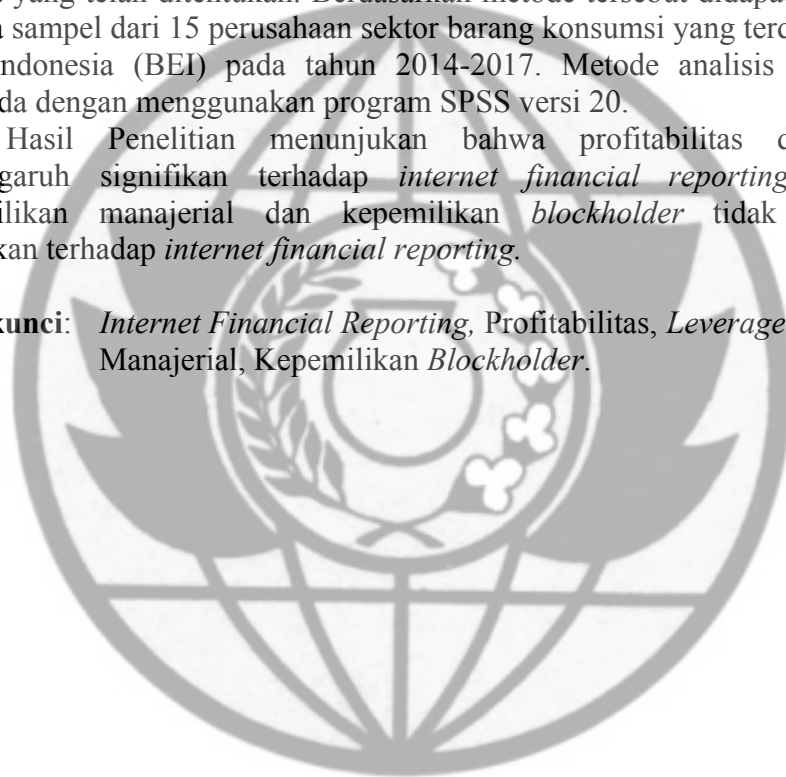 yang telah ditentukan. Berdasarkan metode tersebut didapat
sampel dari 15 perusahaan sektor barang konsumsi yang
ndonesia (BEI) pada tahun 2014-2017. Metode analisis
da dengan menggunakan program SPSS versi 20.
Hasil Penelitian menunjukan bahwa profitabilitas
garuh signifikan terhadap internet financial reporting
ilikan manajerial dan kepemilikan blockholder tidak
kan terhadap internet financial reporting.
kunci: Internet Financial Reporting, Profitabilitas, Leverage
Manajerial, Kepemilikan Blockholder.